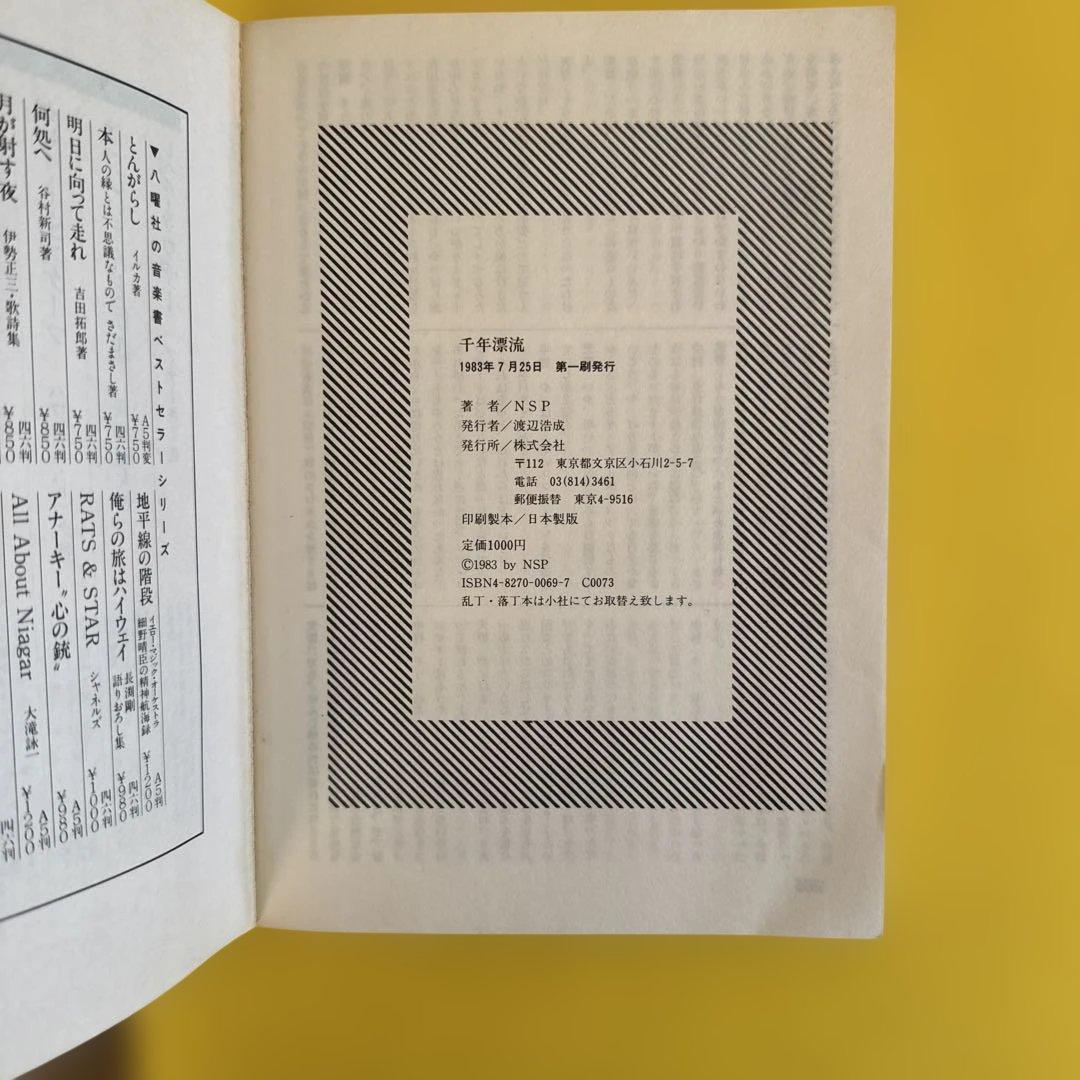 ▼八曜社の音楽書ベストセラーシリーズ
とんがらし イルカ著 A5判変 ¥750
本 人の縁とは不思議なもので さだまさし著 四六判 ¥750
明日に向って走れ 吉田拓郎著 四六判 ¥750
何処へ 谷村新司著 四六判 ¥850
月が射す夜 伊勢正三・歌詩集 四六判 ¥850
地平線の階段 イエロー・マジック・オーケストラ 細野晴臣の精神航海録 A5判 ¥1200
俺らの旅はハイウェイ 長渕剛 語りおろし集 四六判 ¥980
RATS & STAR シャネルズ 四六判 ¥1000
アナーキー〝心の銃〟 A5判 ¥980
All About Niagar 大滝詠一 A5判 ¥1200
四六判
千年漂流
1983年7月25日 第一刷発行
著 者/NSP
発行者/渡辺浩成
発行所/株式会社
〒112 東京都文京区小石川2-5-7
電話 03(814)3461
郵便振替 東京4-9516
印刷製本/日本製版
定価1000円
©1983 by NSP
ISBN4-8270-0069-7 C0073
乱丁・落丁本は小社にてお取替え致します。